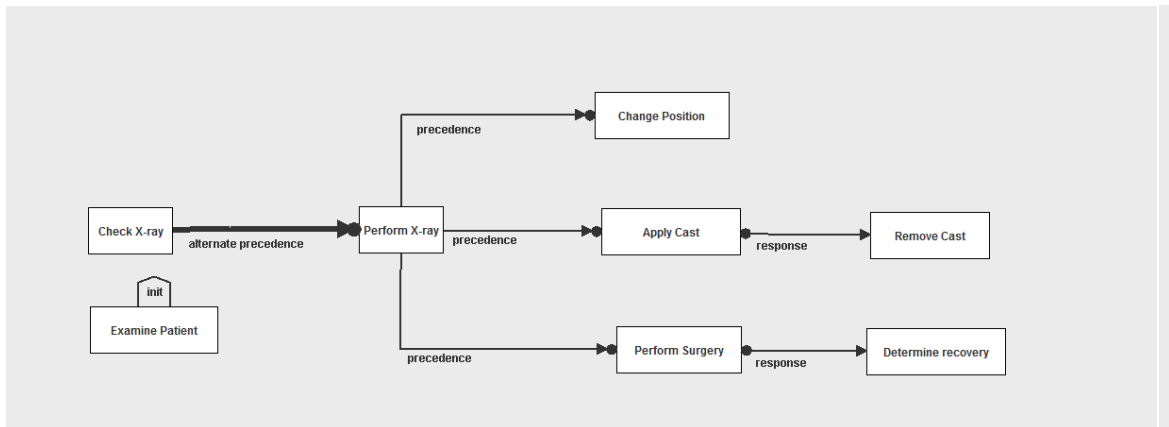 Change Position
precedence
Check X-ray
alternate precedence
Perform X-ray
precedence
Apply Cast
response
Remove Cast
init
Examine Patient
precedence
Perform Surgery
response
Determine recovery